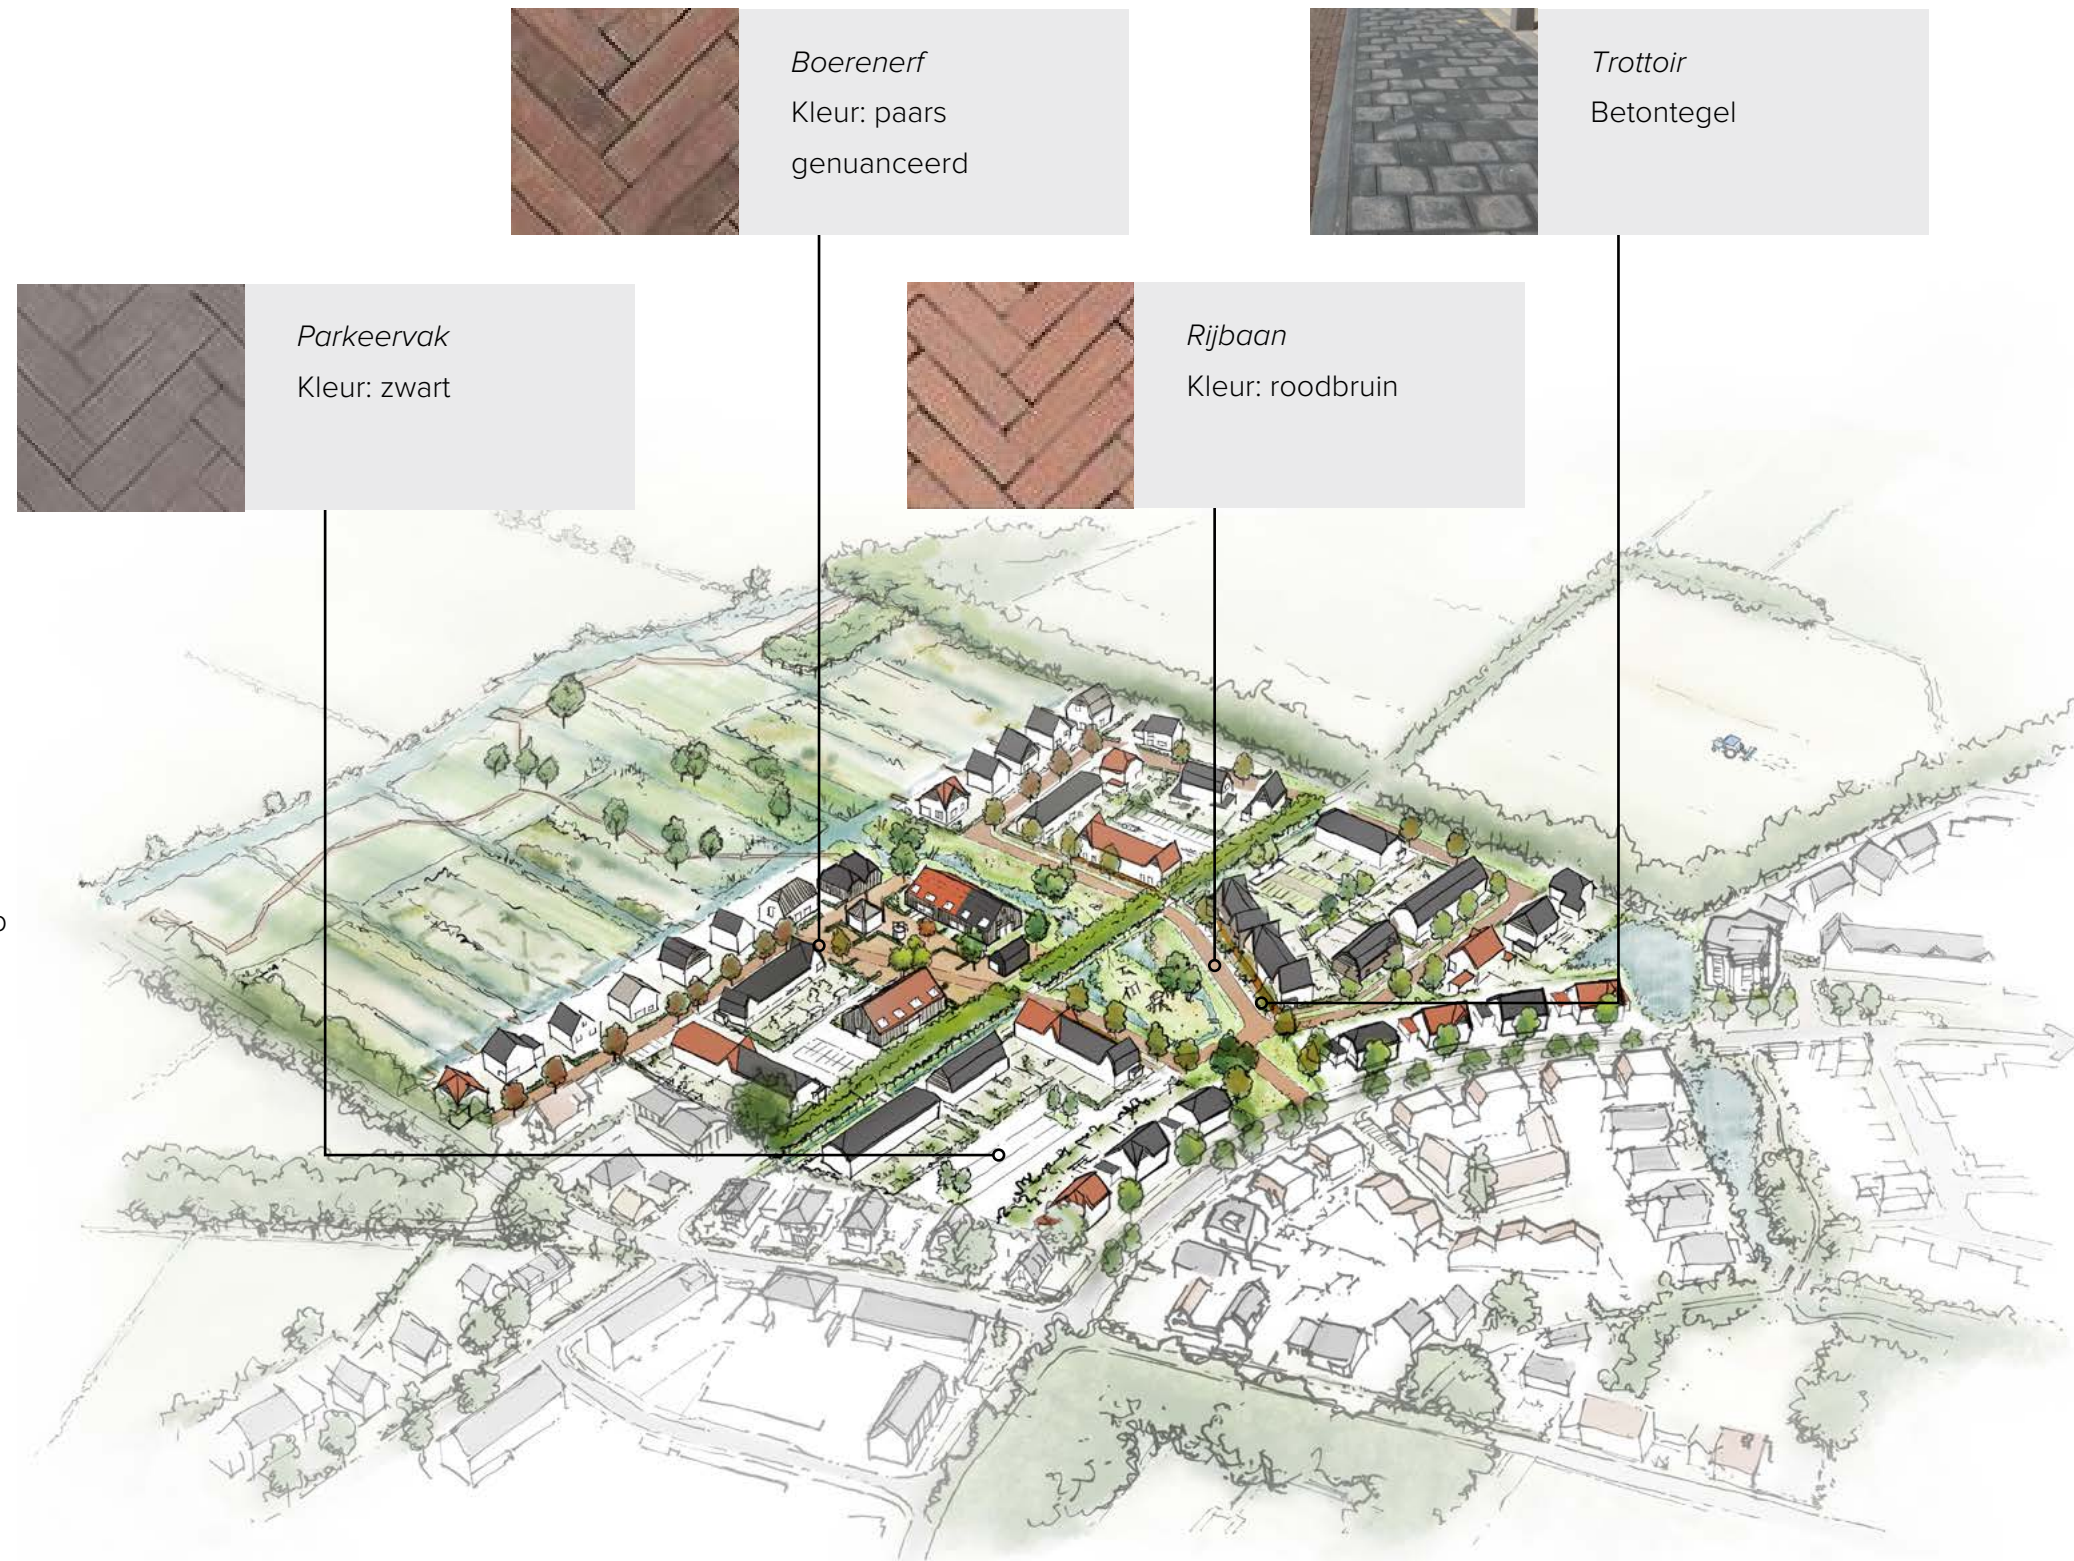 Boerenerf
Kleur: paars
genuanceerd
Trottoir
Betontegel
Parkeervak
Kleur: zwart
Rijbaan
Kleur: roodbruin